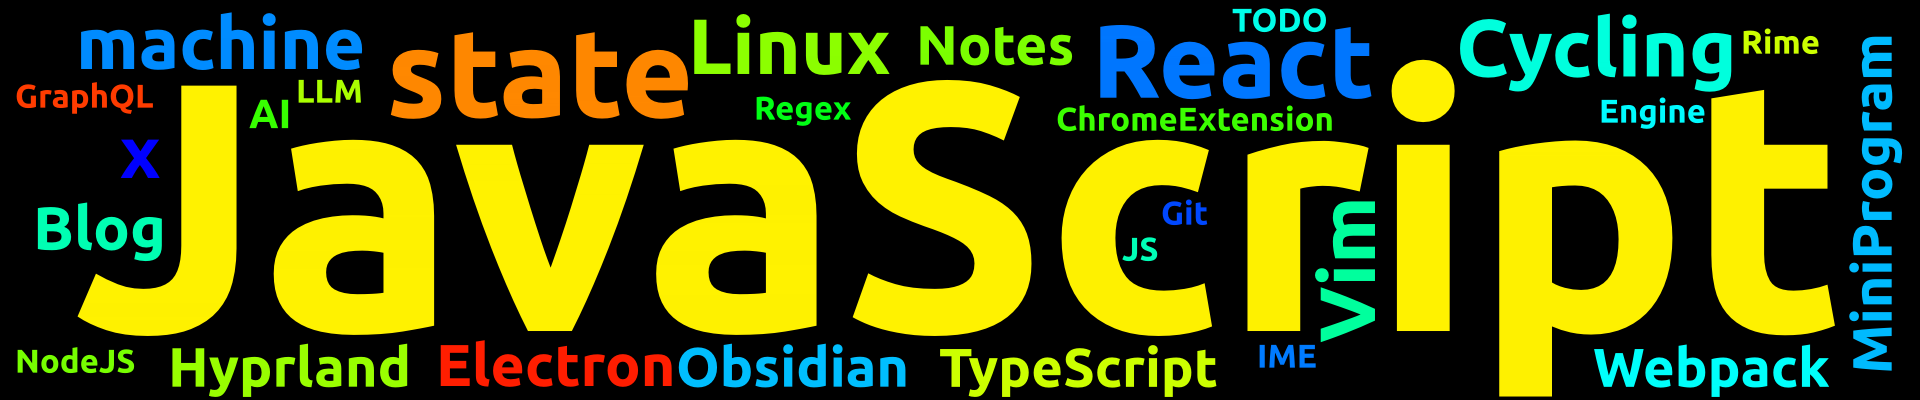 machine
state
Linux
Notes
React
TODO
Cycling
Rime
GraphQL
AI
LLM
Regex
ChromeExtension
Engine
MiniProgram
x
JavaScript
Blog
Git
JS
Vim
NodeJS
Hyprland
Electron
Obsidian
TypeScript
IME
Webpack